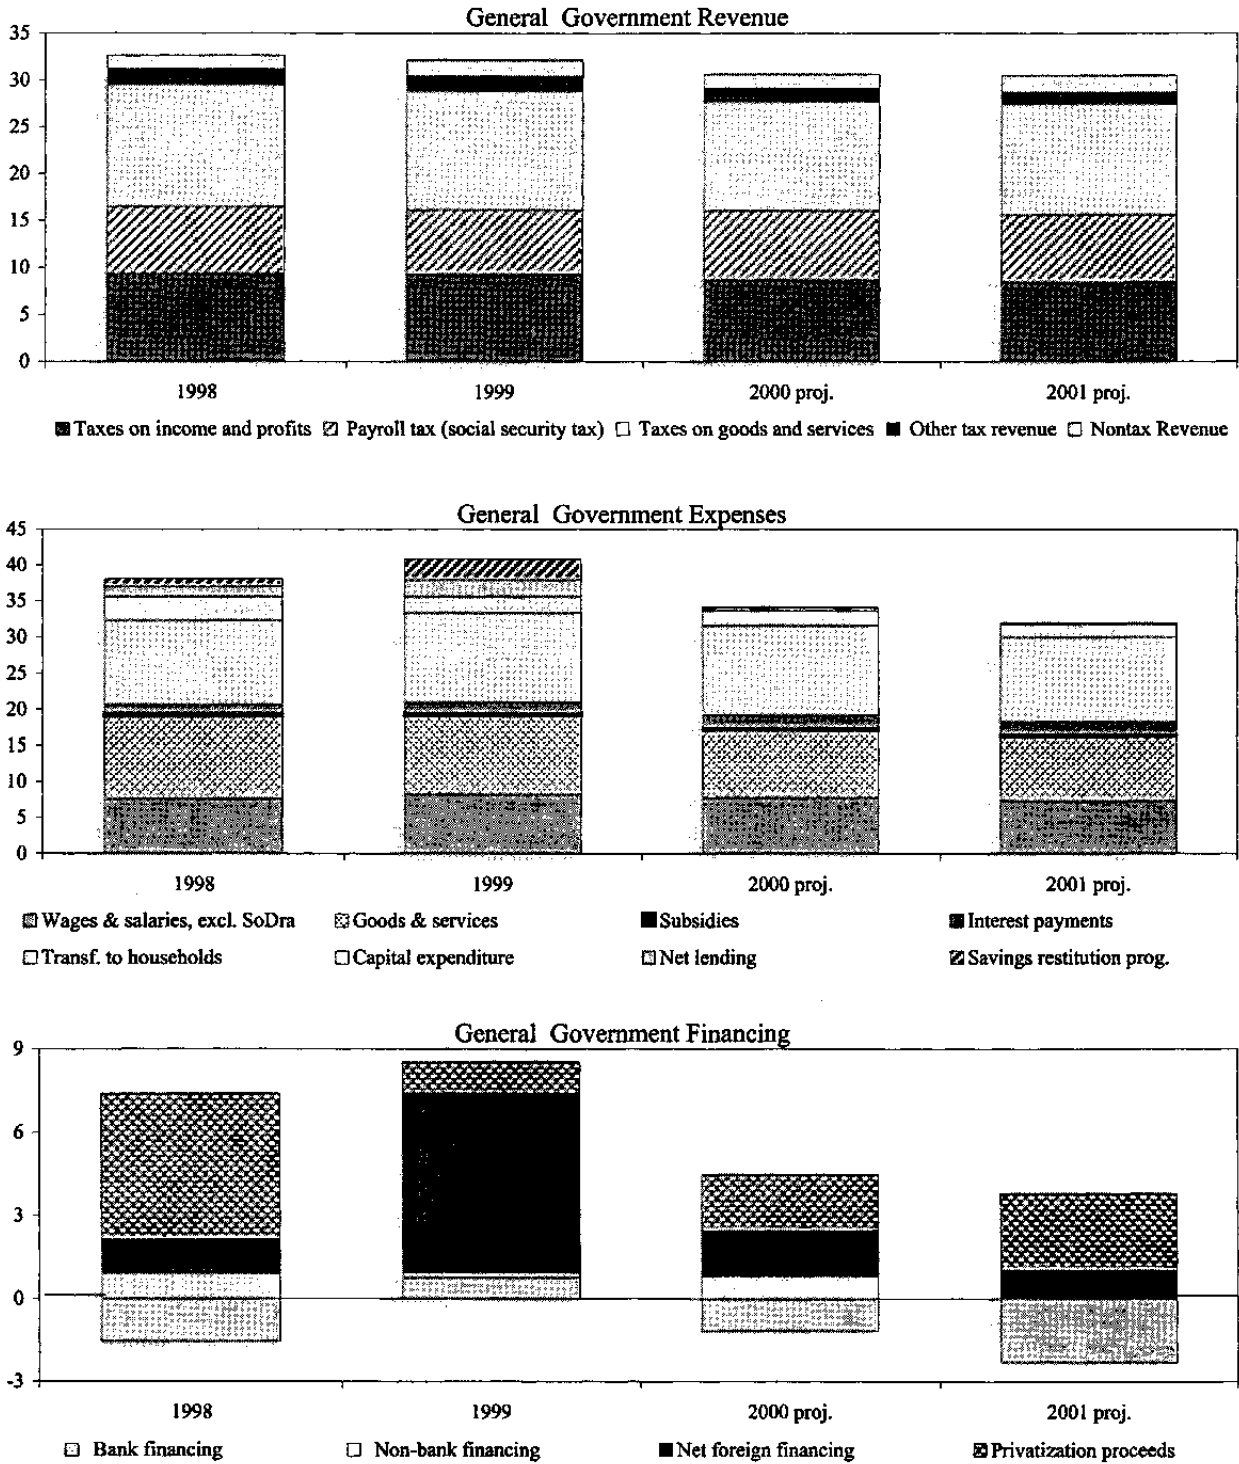 General Government Revenue
35
30
25
20
15
10
5
0
1998 1999 2000 proj. 2001 proj.
Taxes on income and profits Payroll tax (social security tax) Taxes on goods and services Other tax revenue Nontax Revenue
General Government Expenses
45
40
35
30
25
20
15
10
5
0
1998 1999 2000 proj. 2001 proj.
Wages & salaries, excl. SoDra Goods & services Subsidies Interest payments
Transf. to households Capital expenditure Net lending Savings restitution prog.
General Government Financing
9
6
3
0
-3
1998 1999 2000 proj. 2001 proj.
Bank financing Non-bank financing Net foreign financing Privatization proceeds